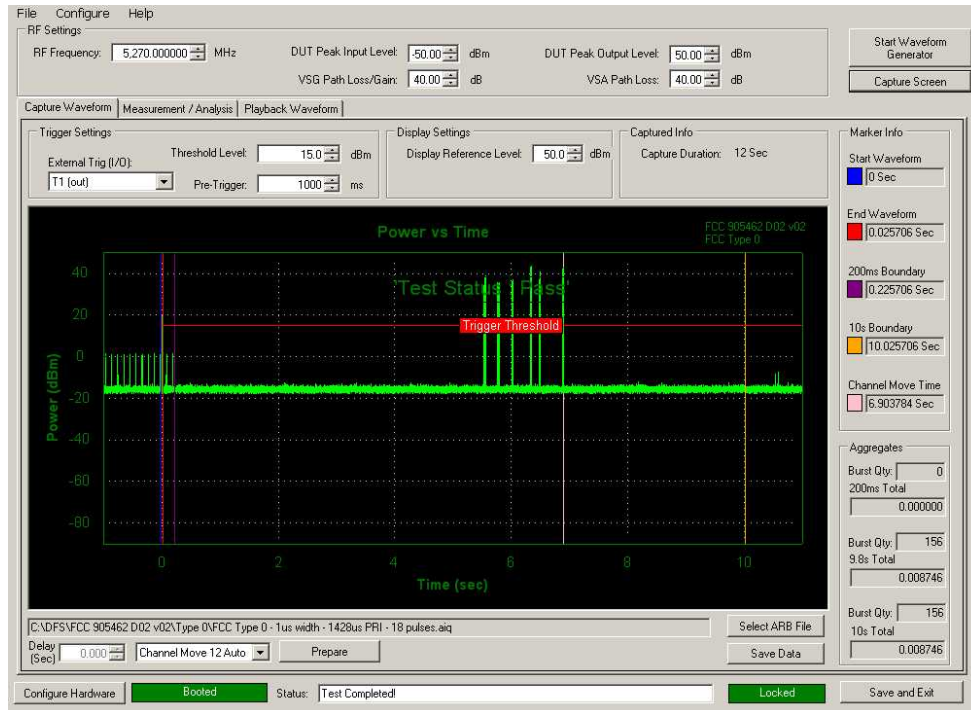 File Configure Help
RF Settings
RF Frequency: 5,270.000000 MHz
DUT Peak Input Level: -50.00 dBm
DUT Peak Output Level: 50.00 dBm
VSG Path Loss/Gain: 40.00 dB
VSA Path Loss: 40.00 dB
Start Waveform Generator
Capture Screen
Capture Waveform Measurement / Analysis Playback Waveform
Trigger Settings
External Trig (I/O):
T1 (out)
Threshold Level: 15.0 dBm
Pre-Trigger: 1000 ms
Display Settings
Display Reference Level: 50.0 dBm
Captured Info
Capture Duration: 12 Sec
Power vs Time
FCC 905462 D02 v02
FCC Type 0
'Test Status : Pass'
Trigger Threshold
Power (dBm)
40
20
0
-20
-40
-60
-80
0 2 4 6 8 10
Time (sec)
Marker Info
Start Waveform
0 Sec
End Waveform
0.025706 Sec
200ms Boundary
0.225706 Sec
10s Boundary
10.025706 Sec
Channel Move Time
6.903784 Sec
Aggregates
Burst Qty: 0
200ms Total
0.000000
Burst Qty: 156
9.8s Total
0.008746
Burst Qty: 156
10s Total
0.008746
C:\DFS\FCC 905462 D02 v02\Type 0\FCC Type 0 - 1us width - 1428us PRI - 18 pulses.aiq
Select ARB File
Delay (Sec) 0.000
Channel Move 12 Auto
Prepare
Save Data
Configure Hardware
Booted
Status: Test Completed!
Locked
Save and Exit